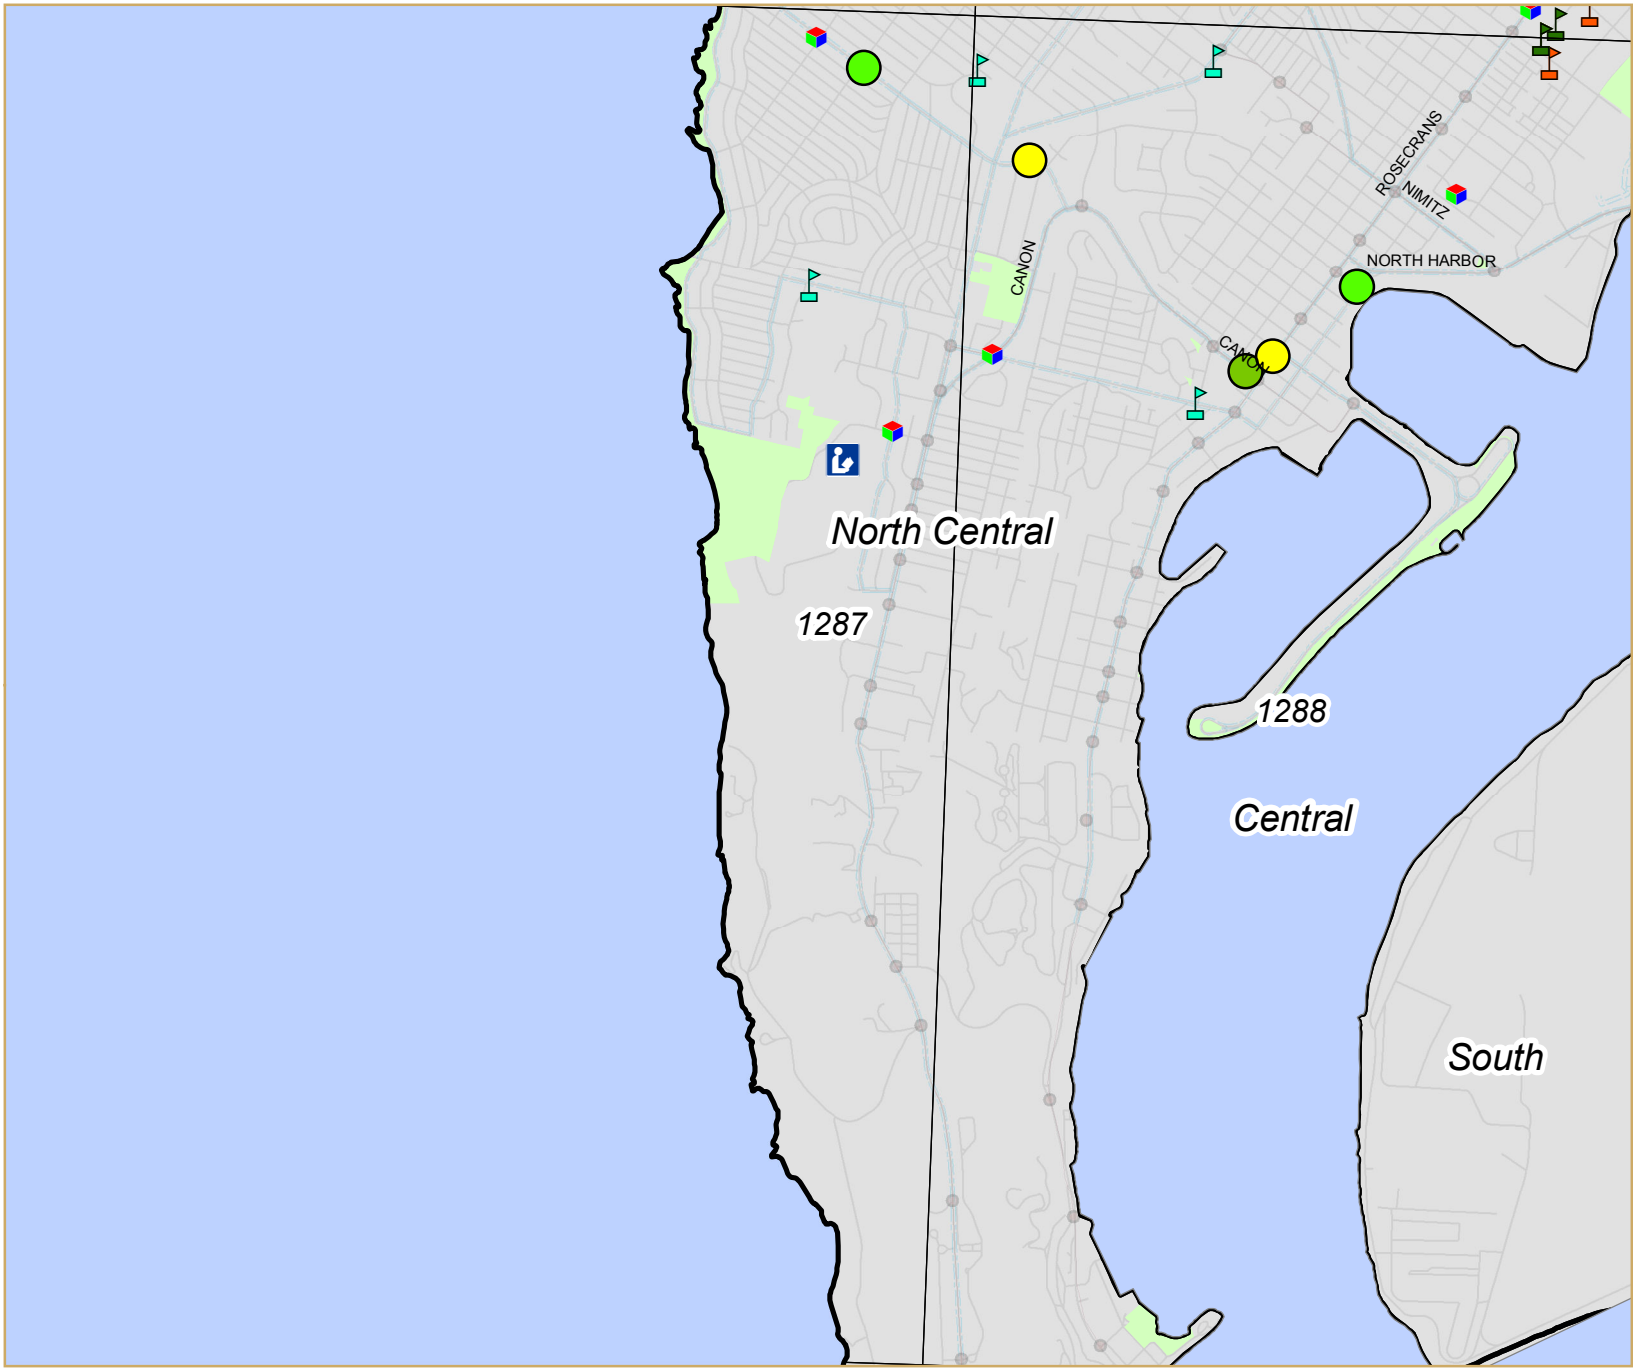 ROSECRANS
NIMITZ
CANON
NORTH HARBOR
CANON
North Central
1287
1288
Central
South